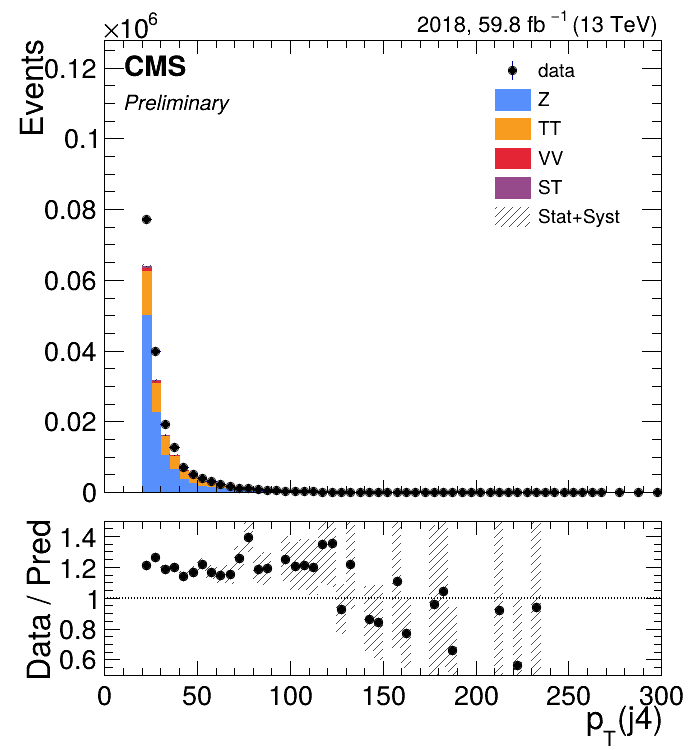 ×10⁶
2018, 59.8 fb⁻¹ (13 TeV)
Events
0.12
0.1
0.08
0.06
0.04
0.02
0
CMS
Preliminary
data
Z
TT
VV
ST
Stat+Syst
Data / Pred
1.4
1.2
1
0.8
0.6
0 50 100 150 200 250 300
p_T(j4)